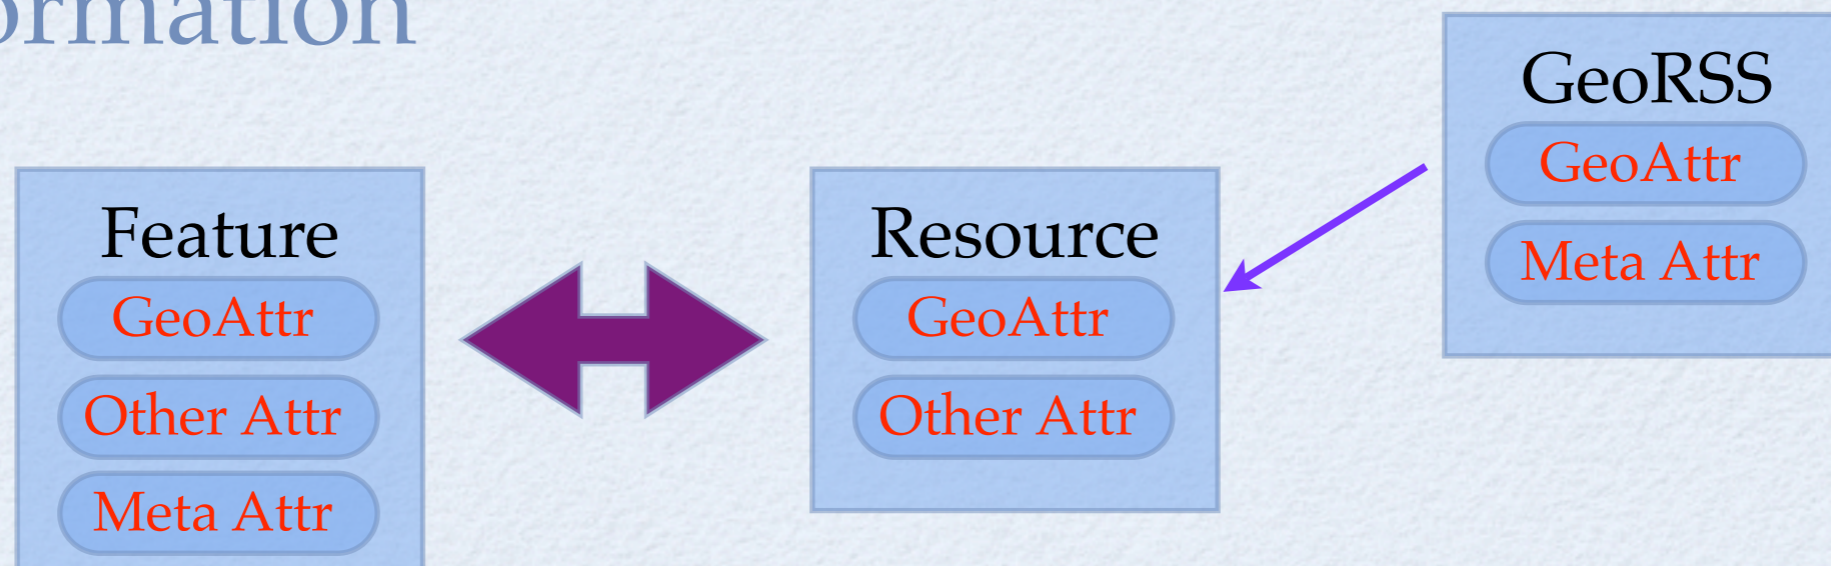 Feature
GeoAttr
Other Attr
Meta Attr
Resource
GeoAttr
Other Attr
GeoRSS
GeoAttr
Meta Attr